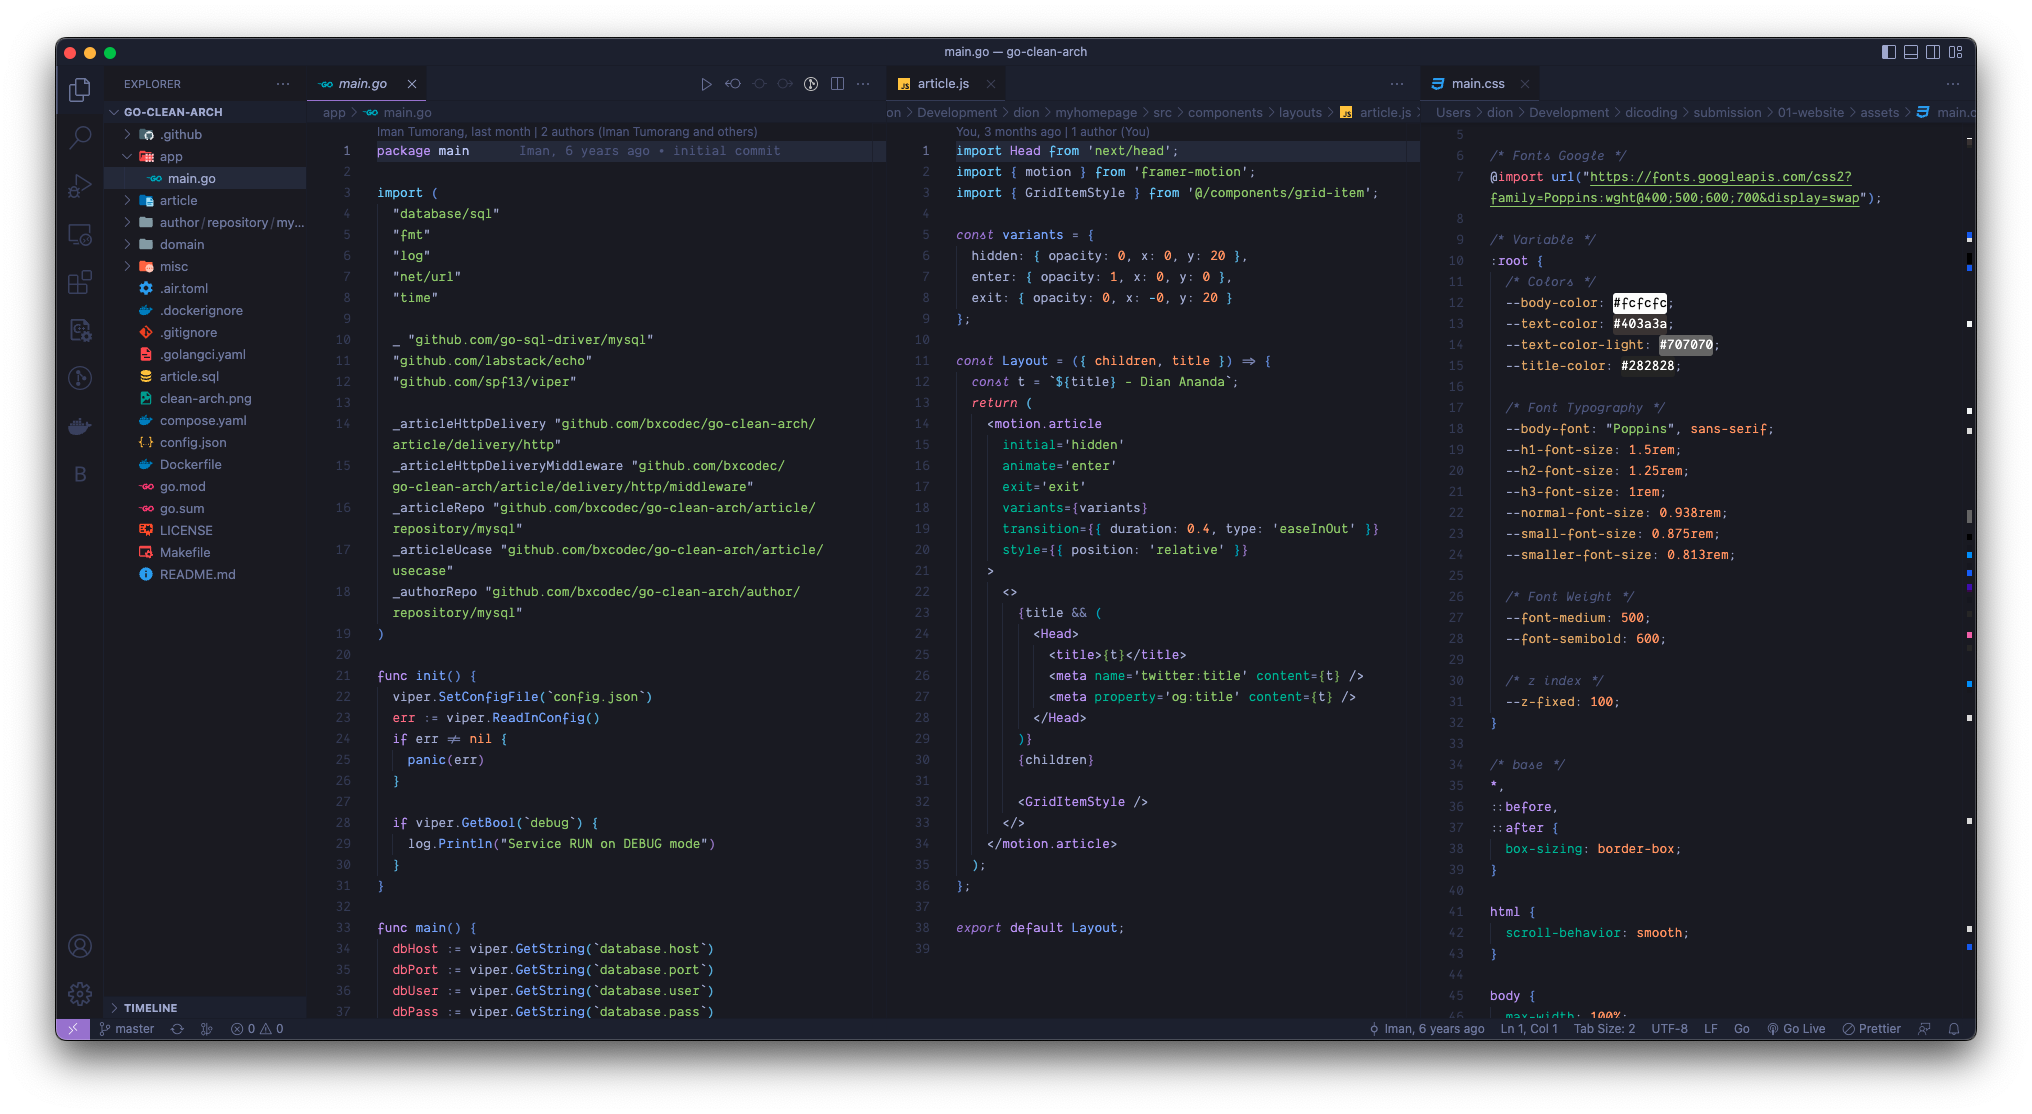 main.go — go-clean-arch
EXPLORER
GO-CLEAN-ARCH
.github
app
main.go
article
author/repository/my...
domain
misc
.air.toml
.dockerignore
.gitignore
.golangci.yaml
article.sql
clean-arch.png
compose.yaml
config.json
Dockerfile
go.mod
go.sum
LICENSE
Makefile
README.md
TIMELINE
main.go
app > main.go
Iman Tumorang, last month | 2 authors (Iman Tumorang and others)
1 package main Iman, 6 years ago • initial commit
2
3 import (
4 "database/sql"
5 "fmt"
6 "log"
7 "net/url"
8 "time"
9
10 _ "github.com/go-sql-driver/mysql"
11 "github.com/labstack/echo"
12 "github.com/spf13/viper"
13
14 _articleHttpDelivery "github.com/bxcodec/go-clean-arch/
article/delivery/http"
15 _articleHttpDeliveryMiddleware "github.com/bxcodec/
go-clean-arch/article/delivery/http/middleware"
16 _articleRepo "github.com/bxcodec/go-clean-arch/article/
repository/mysql"
17 _articleUcase "github.com/bxcodec/go-clean-arch/article/
usecase"
18 _authorRepo "github.com/bxcodec/go-clean-arch/author/
repository/mysql"
19 )
20
21 func init() {
22 viper.SetConfigFile(`config.json`)
23 err := viper.ReadInConfig()
24 if err ≠ nil {
25 panic(err)
26 }
27
28 if viper.GetBool(`debug`) {
29 log.Println("Service RUN on DEBUG mode")
30 }
31 }
32
33 func main() {
34 dbHost := viper.GetString(`database.host`)
35 dbPort := viper.GetString(`database.port`)
36 dbUser := viper.GetString(`database.user`)
37 dbPass := viper.GetString(`database.pass`)
JS article.js
on > Development > dion > myhomepage > src > components > layouts > JS article.js >
You, 3 months ago | 1 author (You)
1 import Head from 'next/head';
2 import { motion } from 'framer-motion';
3 import { GridItemStyle } from '@/components/grid-item';
4
5 const variants = {
6 hidden: { opacity: 0, x: 0, y: 20 },
7 enter: { opacity: 1, x: 0, y: 0 },
8 exit: { opacity: 0, x: -0, y: 20 }
9 };
10
11 const Layout = ({ children, title }) ⇒ {
12 const t = `${title} - Dian Ananda`;
13 return (
14 <motion.article
15 initial='hidden'
16 animate='enter'
17 exit='exit'
18 variants={variants}
19 transition={{ duration: 0.4, type: 'easeInOut' }}
20 style={{ position: 'relative' }}
21 >
22 <>
23 {title && (
24 <Head>
25 <title>{t}</title>
26 <meta name='twitter:title' content={t} />
27 <meta property='og:title' content={t} />
28 </Head>
29 )}
30 {children}
31
32 <GridItemStyle />
33 </>
34 </motion.article>
35 );
36 };
37
38 export default Layout;
39
main.css
Users > dion > Development > dicoding > submission > 01-website > assets > main.c
5
6 /* Fonts Google */
7 @import url("https://fonts.googleapis.com/css2?
family=Poppins:wght@400;500;600;700&display=swap");
8
9 /* Variable */
10 :root {
11 /* Colors */
12 --body-color: #fcfcfc;
13 --text-color: #403a3a;
14 --text-color-light: #707070;
15 --title-color: #282828;
16
17 /* Font Typography */
18 --body-font: "Poppins", sans-serif;
19 --h1-font-size: 1.5rem;
20 --h2-font-size: 1.25rem;
21 --h3-font-size: 1rem;
22 --normal-font-size: 0.938rem;
23 --small-font-size: 0.875rem;
24 --smaller-font-size: 0.813rem;
25
26 /* Font Weight */
27 --font-medium: 500;
28 --font-semibold: 600;
29
30 /* z index */
31 --z-fixed: 100;
32 }
33
34 /* base */
35 *,
36 ::before,
37 ::after {
38 box-sizing: border-box;
39 }
40
41 html {
42 scroll-behavior: smooth;
43 }
44
45 body {
46 max-width: 100%;
master 0 0 Iman, 6 years ago Ln 1, Col 1 Tab Size: 2 UTF-8 LF Go Go Live Prettier